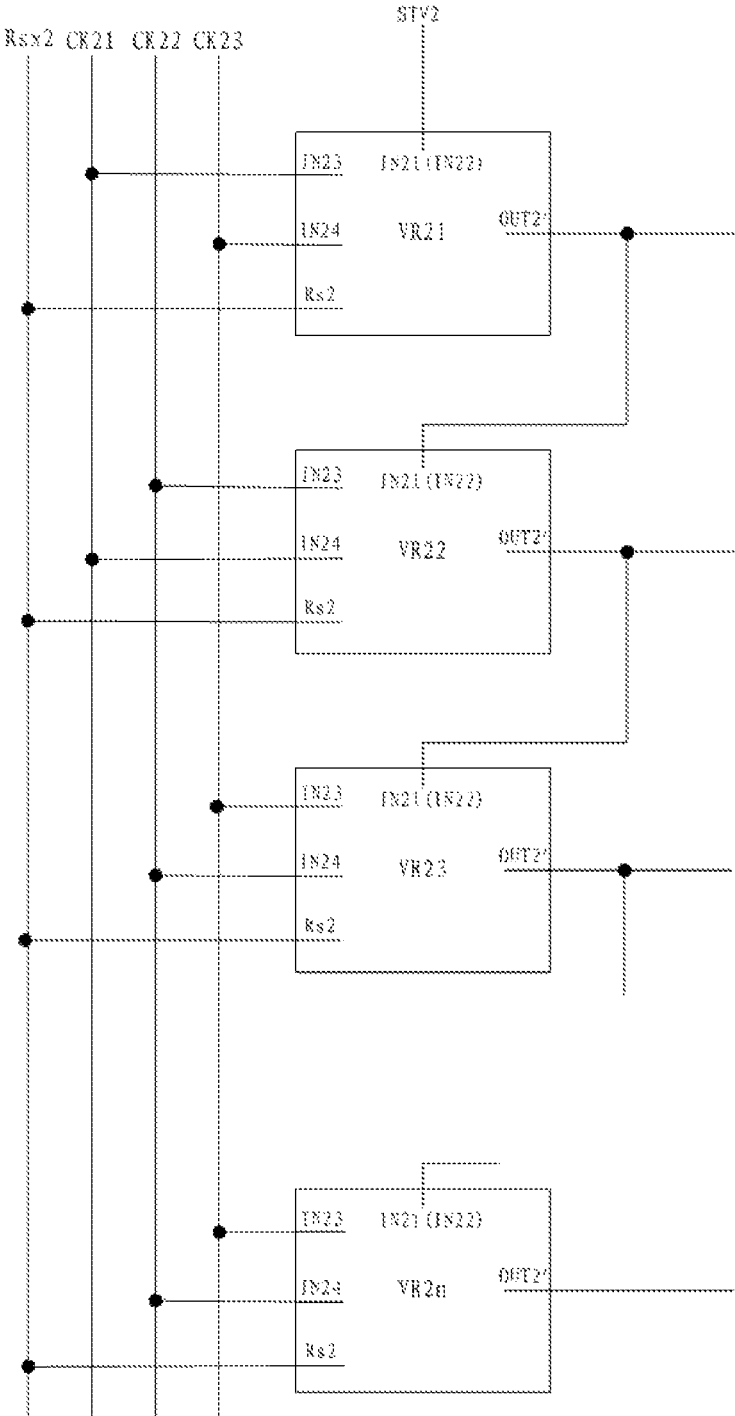 STV2
Rsx2 CK21 CK22 CK23
IN23 IN21(IN22)
IN24 VR21 OUT2'
Rs2
IN23 IN21(IN22)
IN24 VR22 OUT2'
Rs2
IN23 IN21(IN22)
IN24 VR23 OUT2'
Rs2
IN23 IN21(IN22)
IN24 VR2n OUT2'
Rs2